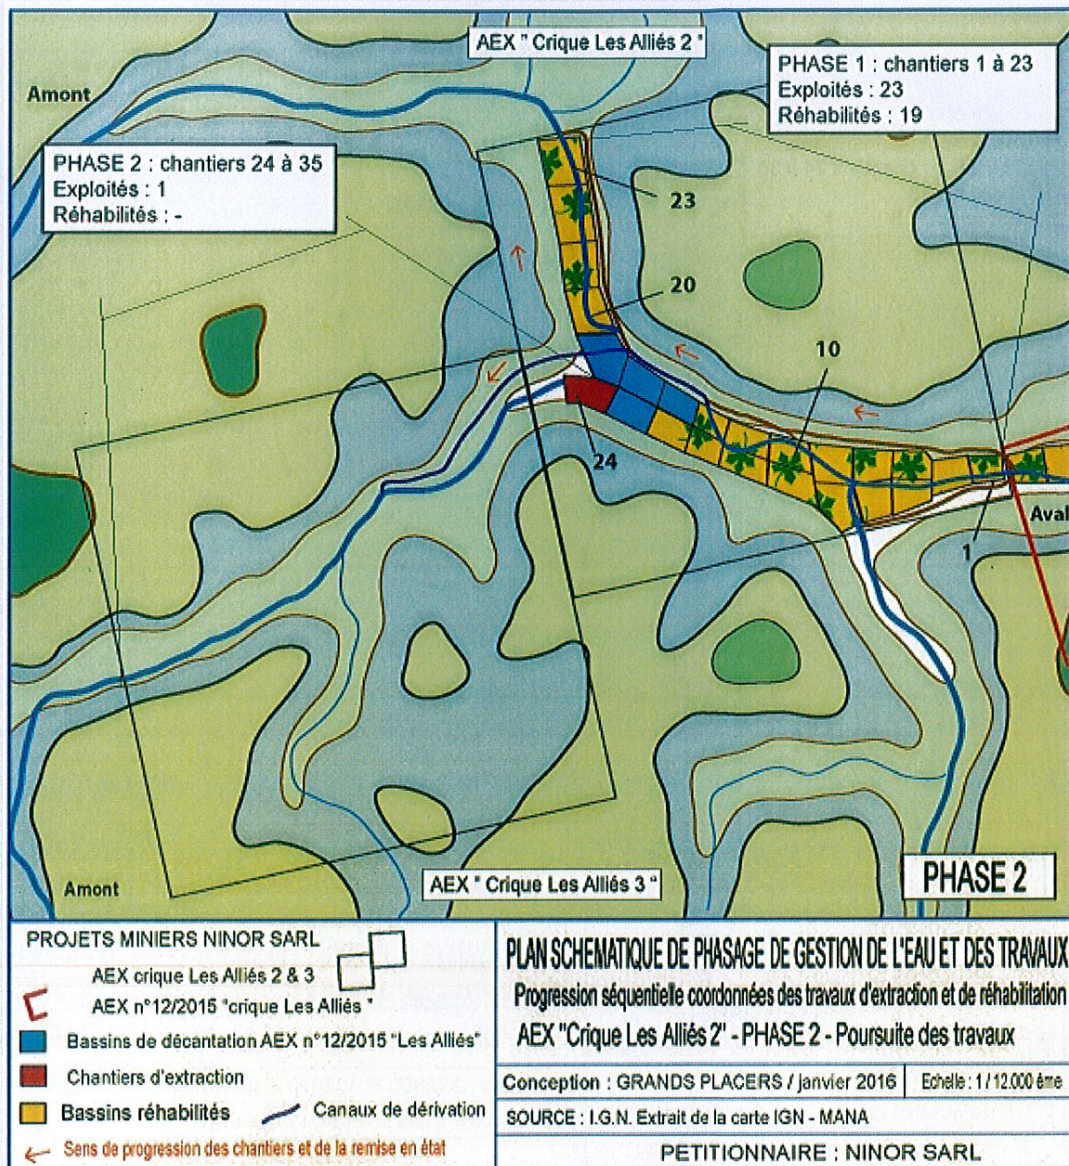 AEX " Crique Les Alliés 2 "
PHASE 1 : chantiers 1 à 23
Exploités : 23
Réhabilités : 19
Amont
PHASE 2 : chantiers 24 à 35
Exploités : 1
Réhabilités : -
23
20
10
24
Aval
1
Amont
AEX " Crique Les Alliés 3 "
PHASE 2
PROJETS MINIERS NINOR SARL
AEX crique Les Alliés 2 & 3
AEX n°12/2015 "crique Les Alliés "
Bassins de décantation AEX n°12/2015 "Les Alliés"
Chantiers d'extraction
Bassins réhabilités
Canaux de dérivation
Sens de progression des chantiers et de la remise en état
PLAN SCHEMATIQUE DE PHASAGE DE GESTION DE L'EAU ET DES TRAVAUX
Progression séquentielle coordonnées des travaux d'extraction et de réhabilitation
AEX "Crique Les Alliés 2" - PHASE 2 - Poursuite des travaux
Conception : GRANDS PLACERS / janvier 2016
Echelle : 1 / 12.000 ème
SOURCE : I.G.N. Extrait de la carte IGN - MANA
PETITIONNAIRE : NINOR SARL